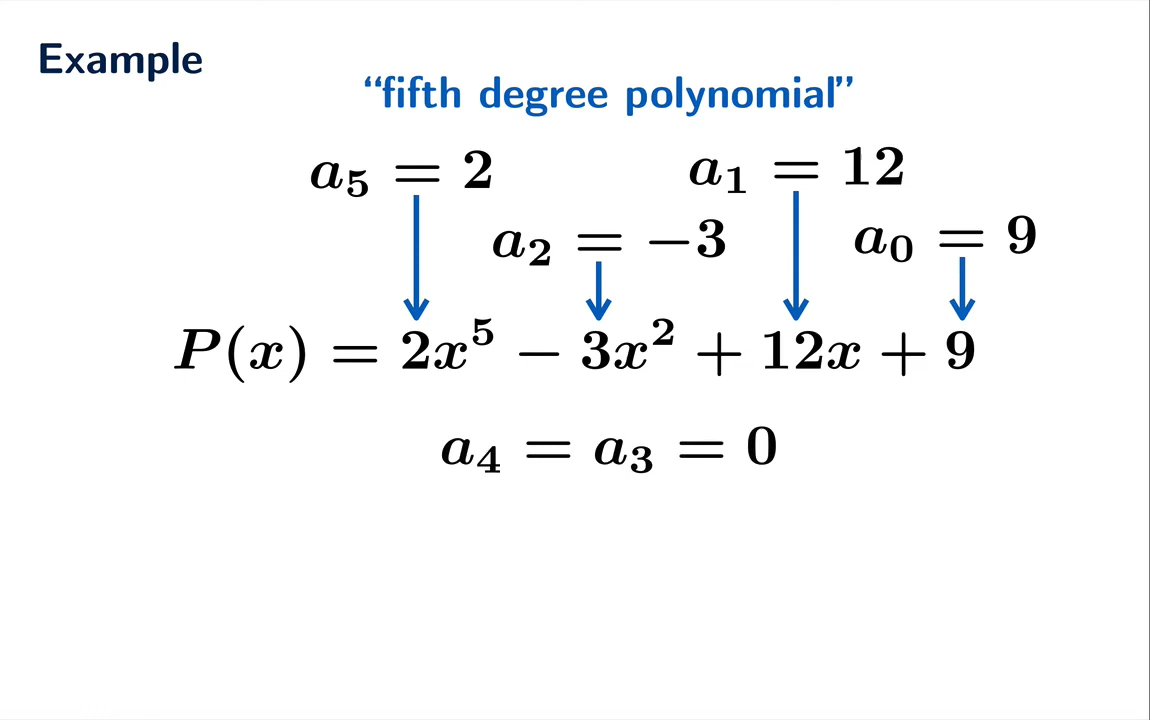 Example
“fifth degree polynomial”
a₅ = 2
a₁ = 12
a₂ = −3
a₀ = 9
P(x) = 2x⁵ − 3x² + 12x + 9
a₄ = a₃ = 0